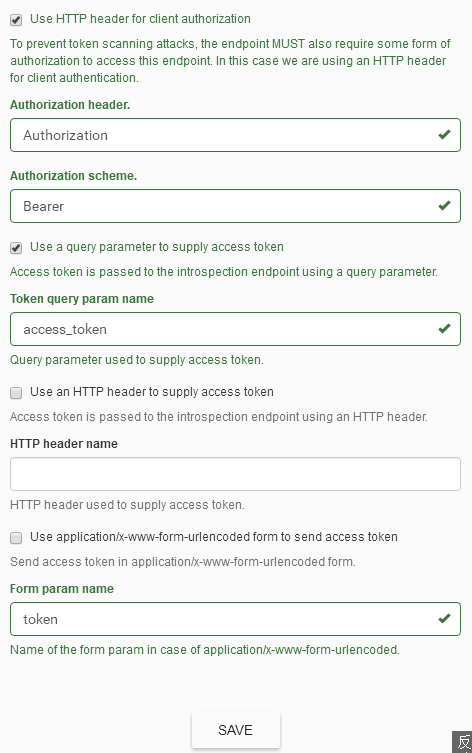 Use HTTP header for client authorization
To prevent token scanning attacks, the endpoint MUST also require some form of
authorization to access this endpoint. In this case we are using an HTTP header
for client authentication.
Authorization header.
Authorization
Authorization scheme.
Bearer
Use a query parameter to supply access token
Access token is passed to the introspection endpoint using a query parameter.
Token query param name
access_token
Query parameter used to supply access token.
Use an HTTP header to supply access token
Access token is passed to the introspection endpoint using an HTTP header.
HTTP header name
HTTP header used to supply access token.
Use application/x-www-form-urlencoded form to send access token
Send access token in application/x-www-form-urlencoded form.
Form param name
token
Name of the form param in case of application/x-www-form-urlencoded.
SAVE
反